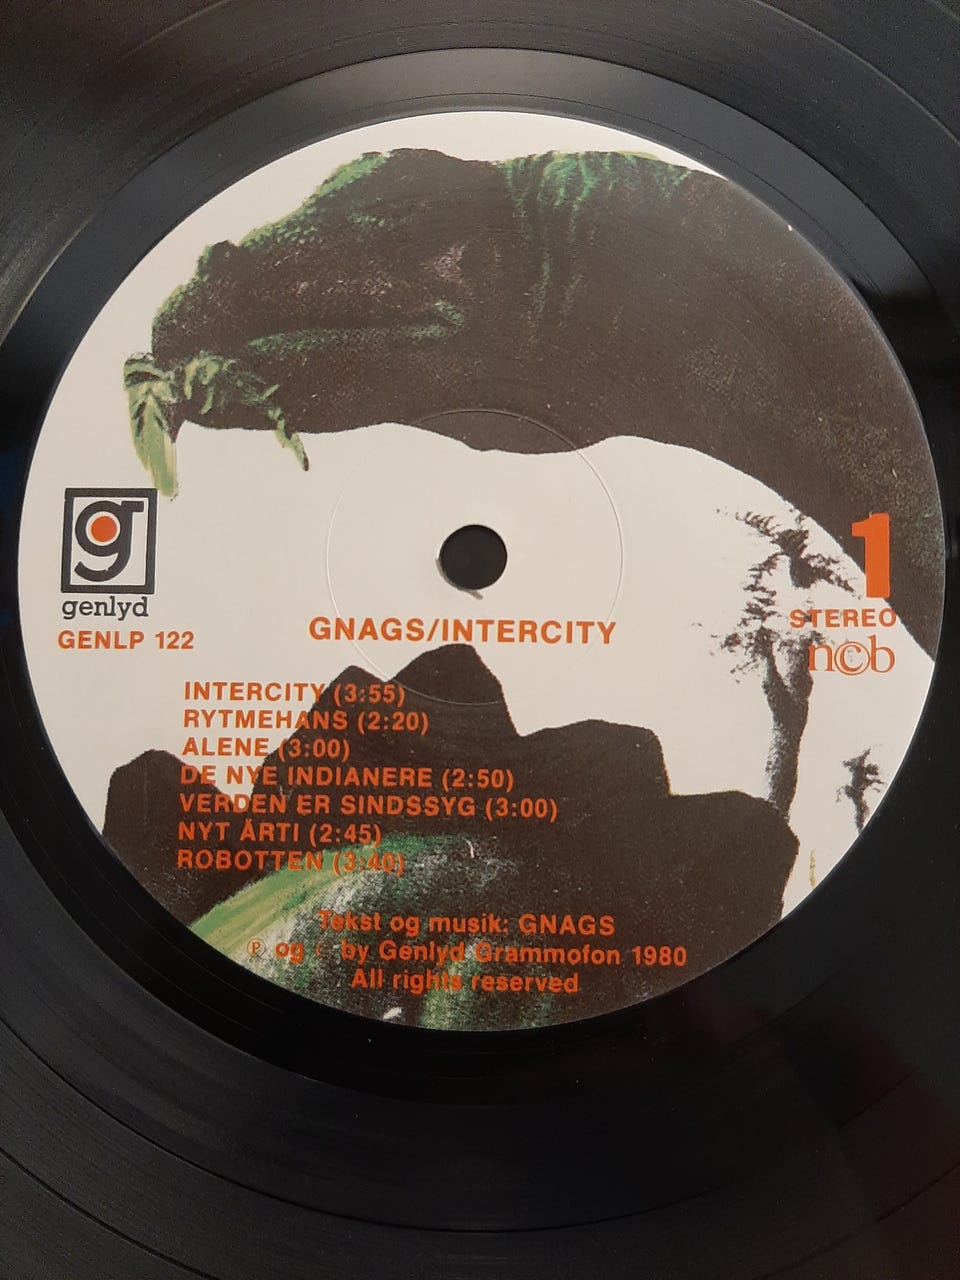 g
genlyd
GENLP 122
1
STEREO
n©b
GNAGS/INTERCITY
INTERCITY (3:55)
RYTMEHANS (2:20)
ALENE (3:00)
DE NYE INDIANERE (2:50)
VERDEN ER SINDSSYG (3:00)
NYT ÅRTI (2:45)
ROBOTTEN (3:40)
Tekst og musik: GNAGS
℗ og © by Genlyd Grammofon 1980
All rights reserved